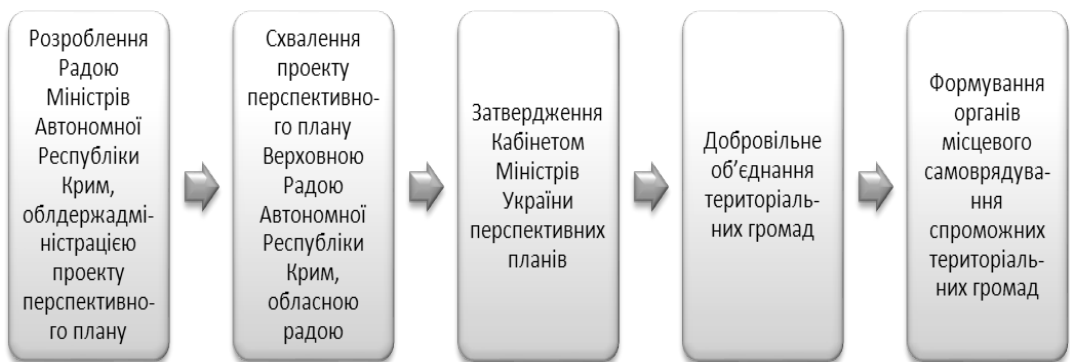 Розроблення
Радою
Міністрів
Автономної
Республіки
Крим,
облдержадмі-
ністрацією
проекту
перспективно-
го плану
Схвалення
проекту
перспективно-
го плану
Верховною
Радою
Автономної
Республіки
Крим,
обласною
радою
Затвердження
Кабінетом
Міністрів
України
перспективних
планів
Добровільне
об’єднання
територіаль-
них громад
Формування
органів
місцевого
самоврядува-
ння
спроможних
територіаль-
них громад